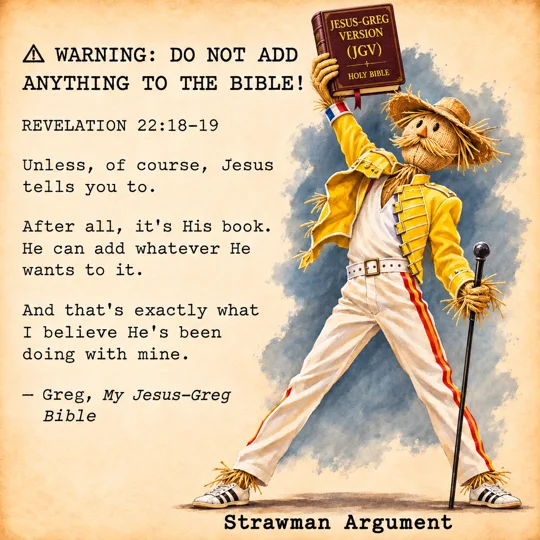 ⚠ WARNING: DO NOT ADD
ANYTHING TO THE BIBLE!
REVELATION 22:18–19
Unless, of course, Jesus
tells you to.
After all, it's His book.
He can add whatever He
wants to it.
And that's exactly what
I believe He's been
doing with mine.
— Greg, My Jesus-Greg
Bible
JESUS-GREG
VERSION
(JGV)
HOLY BIBLE
Strawman Argument